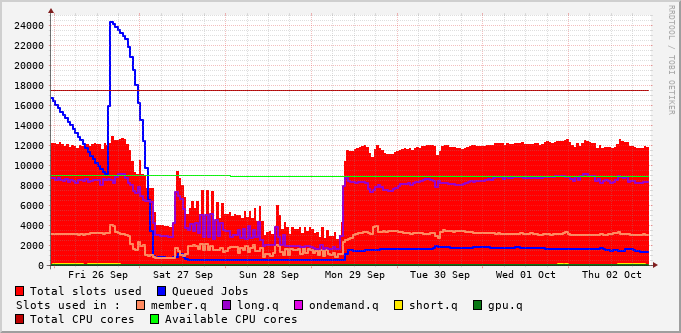 24000
22000
20000
18000
16000
14000
12000
10000
8000
6000
4000
2000
0
Fri 26 Sep Sat 27 Sep Sun 28 Sep Mon 29 Sep Tue 30 Sep Wed 01 Oct Thu 02 Oct
Total slots used Queued Jobs
Slots used in : member.q long.q ondemand.q short.q gpu.q
Total CPU cores Available CPU cores
RRDTOOL / TOBI OETIKER